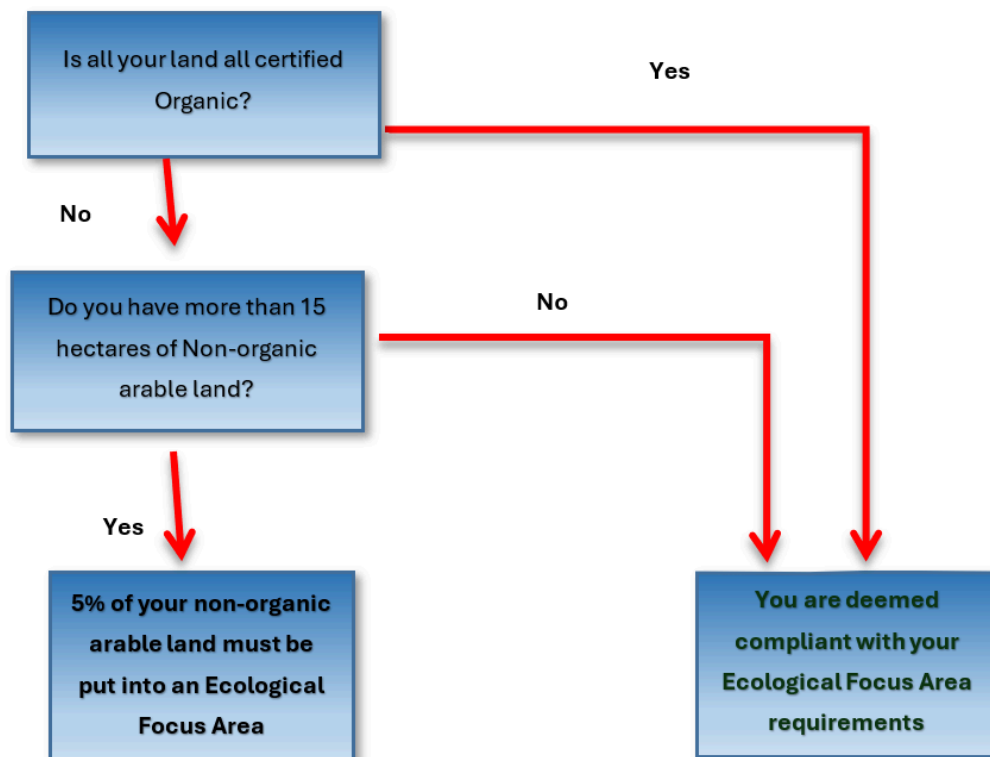 Is all your land all certified
Organic?
Yes
No
Do you have more than 15
hectares of Non-organic
arable land?
No
Yes
5% of your non-organic
arable land must be
put into an Ecological
Focus Area
You are deemed
compliant with your
Ecological Focus Area
requirements